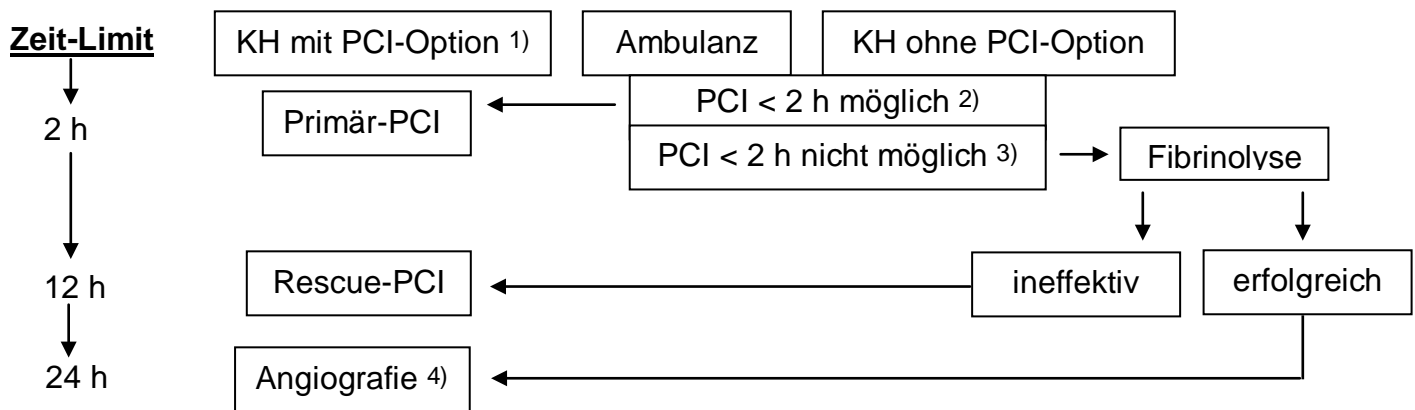 Zeit-Limit
KH mit PCI-Option 1)
Ambulanz
KH ohne PCI-Option
2 h
Primär-PCI
PCI < 2 h möglich 2)
PCI < 2 h nicht möglich 3)
Fibrinolyse
12 h
Rescue-PCI
ineffektiv
erfolgreich
24 h
Angiografie 4)